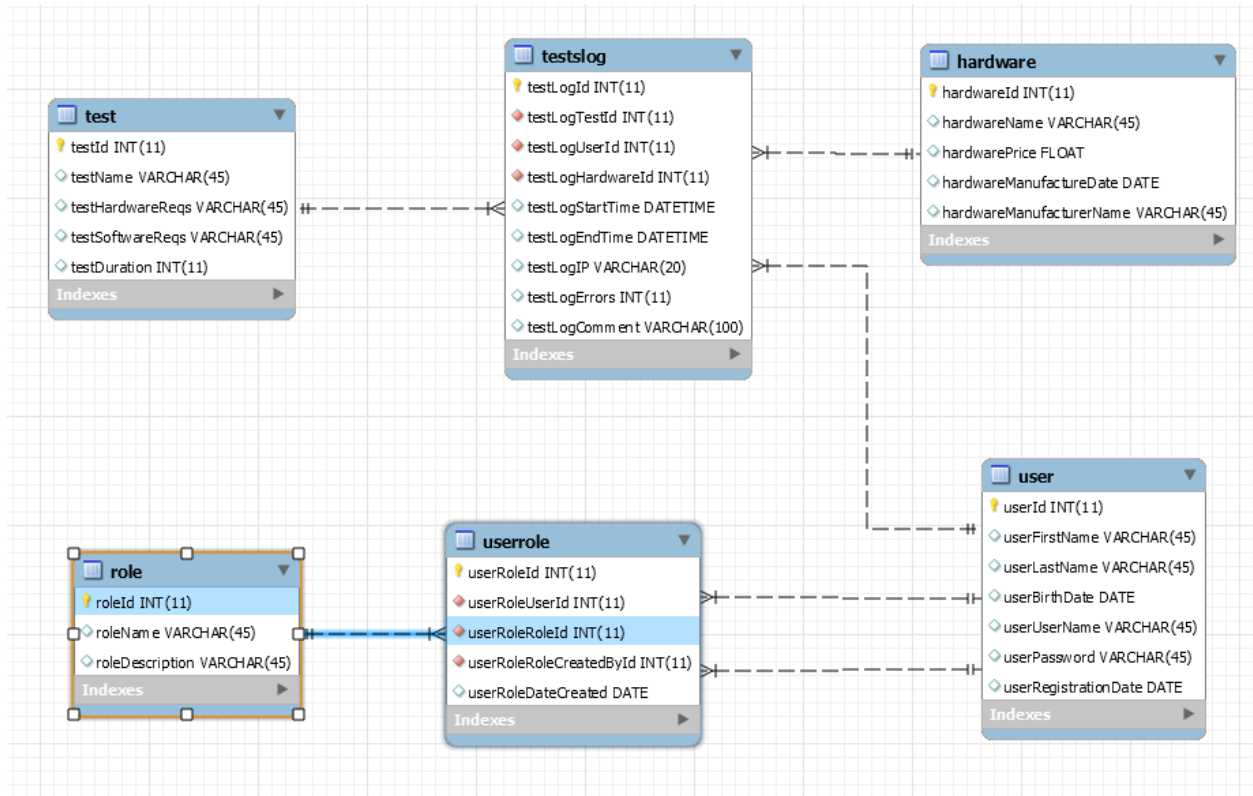 test
testId INT(11)
testName VARCHAR(45)
testHardwareReqs VARCHAR(45)
testSoftwareReqs VARCHAR(45)
testDuration INT(11)
Indexes
testslog
testLogId INT(11)
testLogTestId INT(11)
testLogUserId INT(11)
testLogHardwareId INT(11)
testLogStartTime DATETIME
testLogEndTime DATETIME
testLogIP VARCHAR(20)
testLogErrors INT(11)
testLogComment VARCHAR(100)
Indexes
hardware
hardwareId INT(11)
hardwareName VARCHAR(45)
hardwarePrice FLOAT
hardwareManufactureDate DATE
hardwareManufacturerName VARCHAR(45)
Indexes
role
roleId INT(11)
roleName VARCHAR(45)
roleDescription VARCHAR(45)
Indexes
userrole
userRoleId INT(11)
userRoleUserId INT(11)
userRoleRoleId INT(11)
userRoleRoleCreatedById INT(11)
userRoleDateCreated DATE
Indexes
user
userId INT(11)
userFirstName VARCHAR(45)
userLastName VARCHAR(45)
userBirthDate DATE
userUserName VARCHAR(45)
userPassword VARCHAR(45)
userRegistrationDate DATE
Indexes